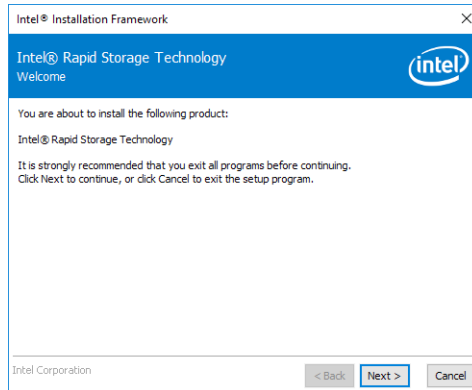 Intel® Installation Framework
Intel® Rapid Storage Technology
Welcome
intel
You are about to install the following product:
Intel® Rapid Storage Technology
It is strongly recommended that you exit all programs before continuing.
Click Next to continue, or click Cancel to exit the setup program.
Intel Corporation
< Back Next > Cancel